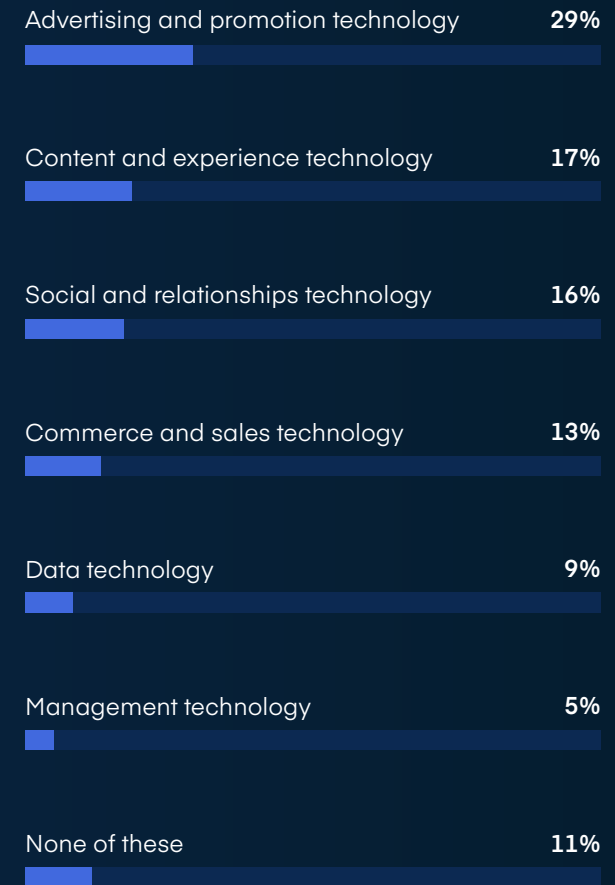 Advertising and promotion technology 29%
Content and experience technology 17%
Social and relationships technology 16%
Commerce and sales technology 13%
Data technology 9%
Management technology 5%
None of these 11%